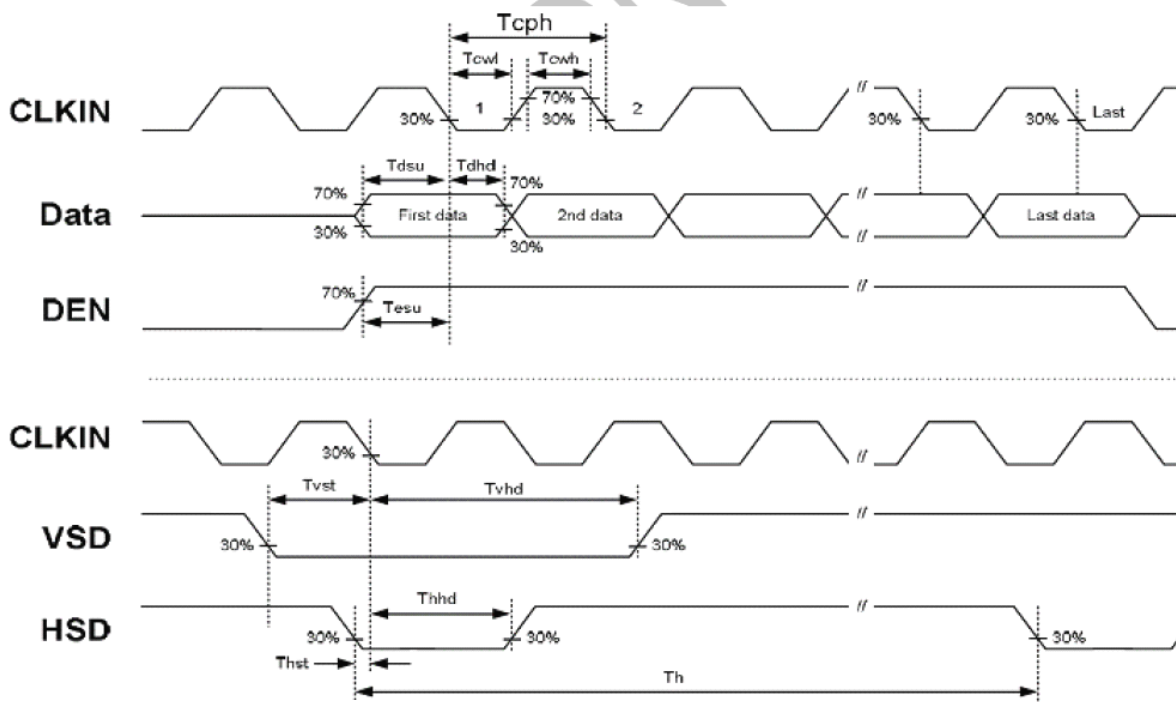 Tcph
Tcwl Tcwh
CLKIN 30% 1 70% 30% 2 // 30% 30% Last
Tdsu Tdhd
70% 70%
Data First data 2nd data // // Last data
30% 30%
DEN 70% Tesu //
CLKIN 30% //
Tvst Tvhd
VSD 30% 30% //
Thhd
HSD 30% 30% // 30%
Thst
Th